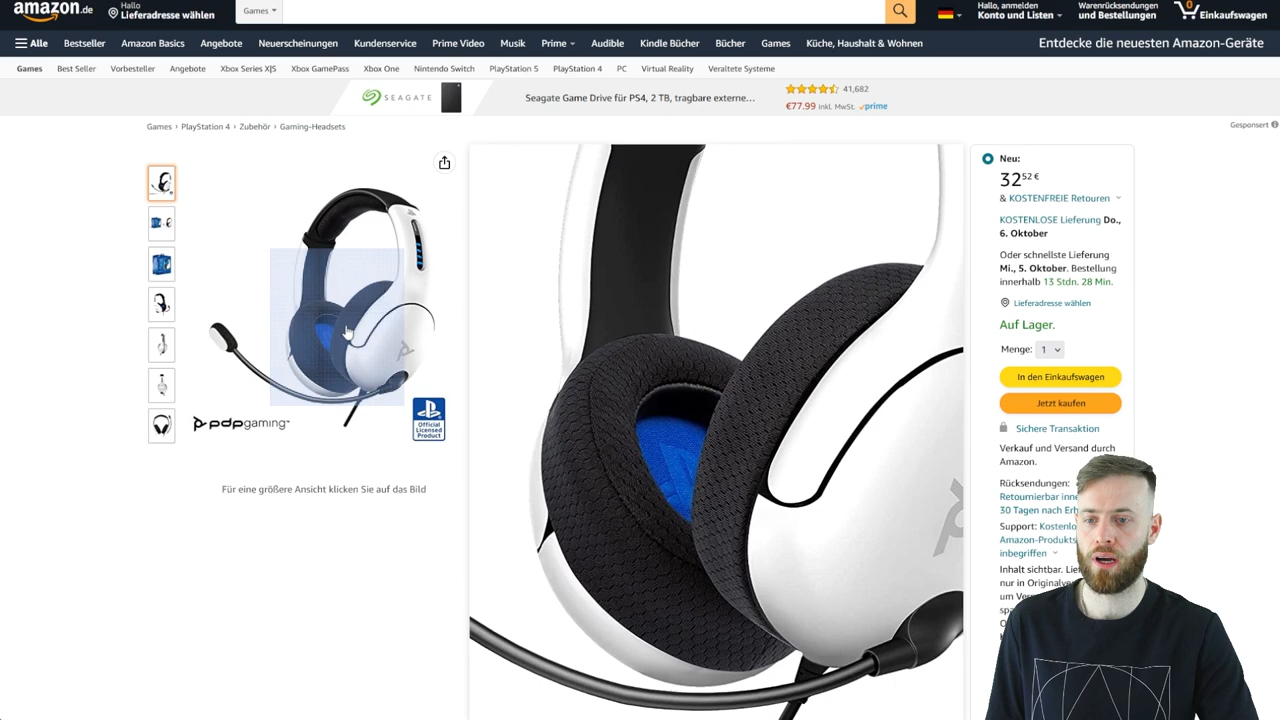 amazon.de
Hallo
Lieferadresse wählen
Games
Hallo, anmelden
Konto und Listen
Warenrücksendungen
und Bestellungen
0
Einkaufswagen
Alle
Bestseller
Amazon Basics
Angebote
Neuerscheinungen
Kundenservice
Prime Video
Musik
Prime
Audible
Kindle Bücher
Bücher
Games
Küche, Haushalt & Wohnen
Entdecke die neuesten Amazon-Geräte
Games
Best Seller
Vorbesteller
Angebote
Xbox Series X|S
Xbox GamePass
Xbox One
Nintendo Switch
PlayStation 5
PlayStation 4
PC
Virtual Reality
Veraltete Systeme
SEAGATE
Seagate Game Drive für PS4, 2 TB, tragbare externe...
41,682
€77.99 inkl. MwSt. prime
Gesponsert
Games › PlayStation 4 › Zubehör › Gaming-Headsets
pdpgaming™
Official
Licensed
Product
Für eine größere Ansicht klicken Sie auf das Bild
Neu:
32 52 €
& KOSTENFREIE Retouren
KOSTENLOSE Lieferung Do.,
6. Oktober
Oder schnellste Lieferung
Mi., 5. Oktober. Bestellung
innerhalb 13 Stdn. 28 Min.
Lieferadresse wählen
Auf Lager.
Menge: 1
In den Einkaufswagen
Jetzt kaufen
Sichere Transaktion
Verkauf und Versand durch
Amazon.
Rücksendungen:
Retournierbar inne
30 Tagen nach Erh
Support: Kostenlo
Amazon-Produkts
inbegriffen
Inhalt sichtbar. Lief
nur in Originalver
um Ver
spa